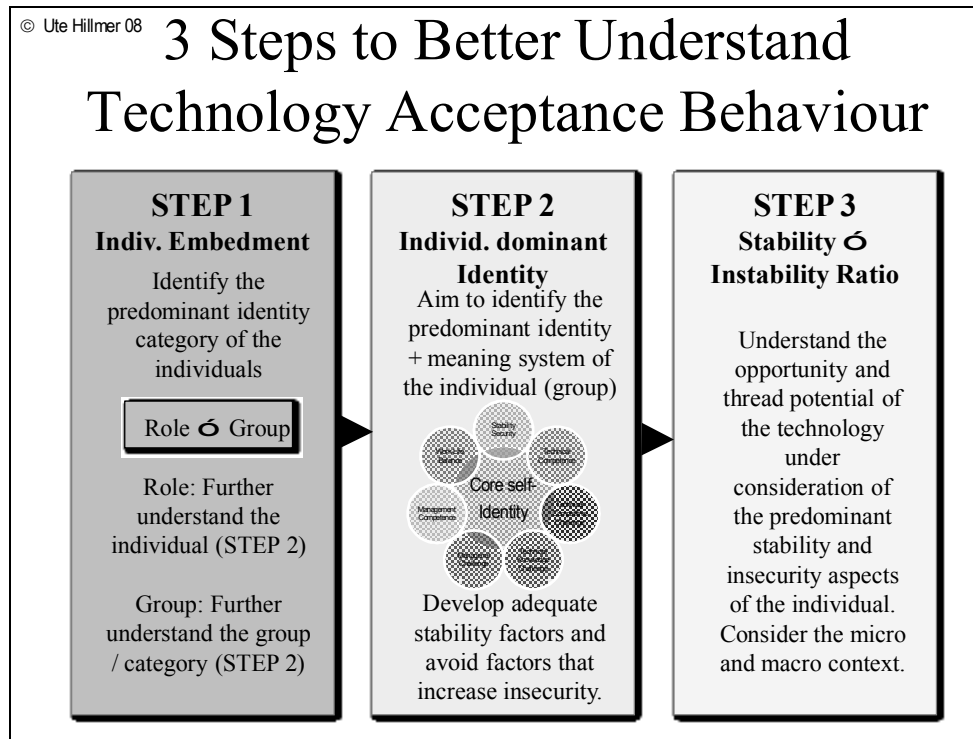 © Ute Hillmer 08
3 Steps to Better Understand
Technology Acceptance Behaviour
STEP 1
Indiv. Embedment
Identify the
predominant identity
category of the
individuals
Role Ó Group
Role: Further
understand the
individual (STEP 2)
Group: Further
understand the group
/ category (STEP 2)
STEP 2
Individ. dominant
Identity
Aim to identify the
predominant identity
+ meaning system of
the individual (group)
Stability
Security
Technical
Competence
Management
Competence
Managerial
Challenge
Core self-
Identity
Develop adequate
stability factors and
avoid factors that
increase insecurity.
STEP 3
Stability Ó
Instability Ratio
Understand the
opportunity and
thread potential of
the technology
under
consideration of
the predominant
stability and
insecurity aspects
of the individual.
Consider the micro
and macro context.